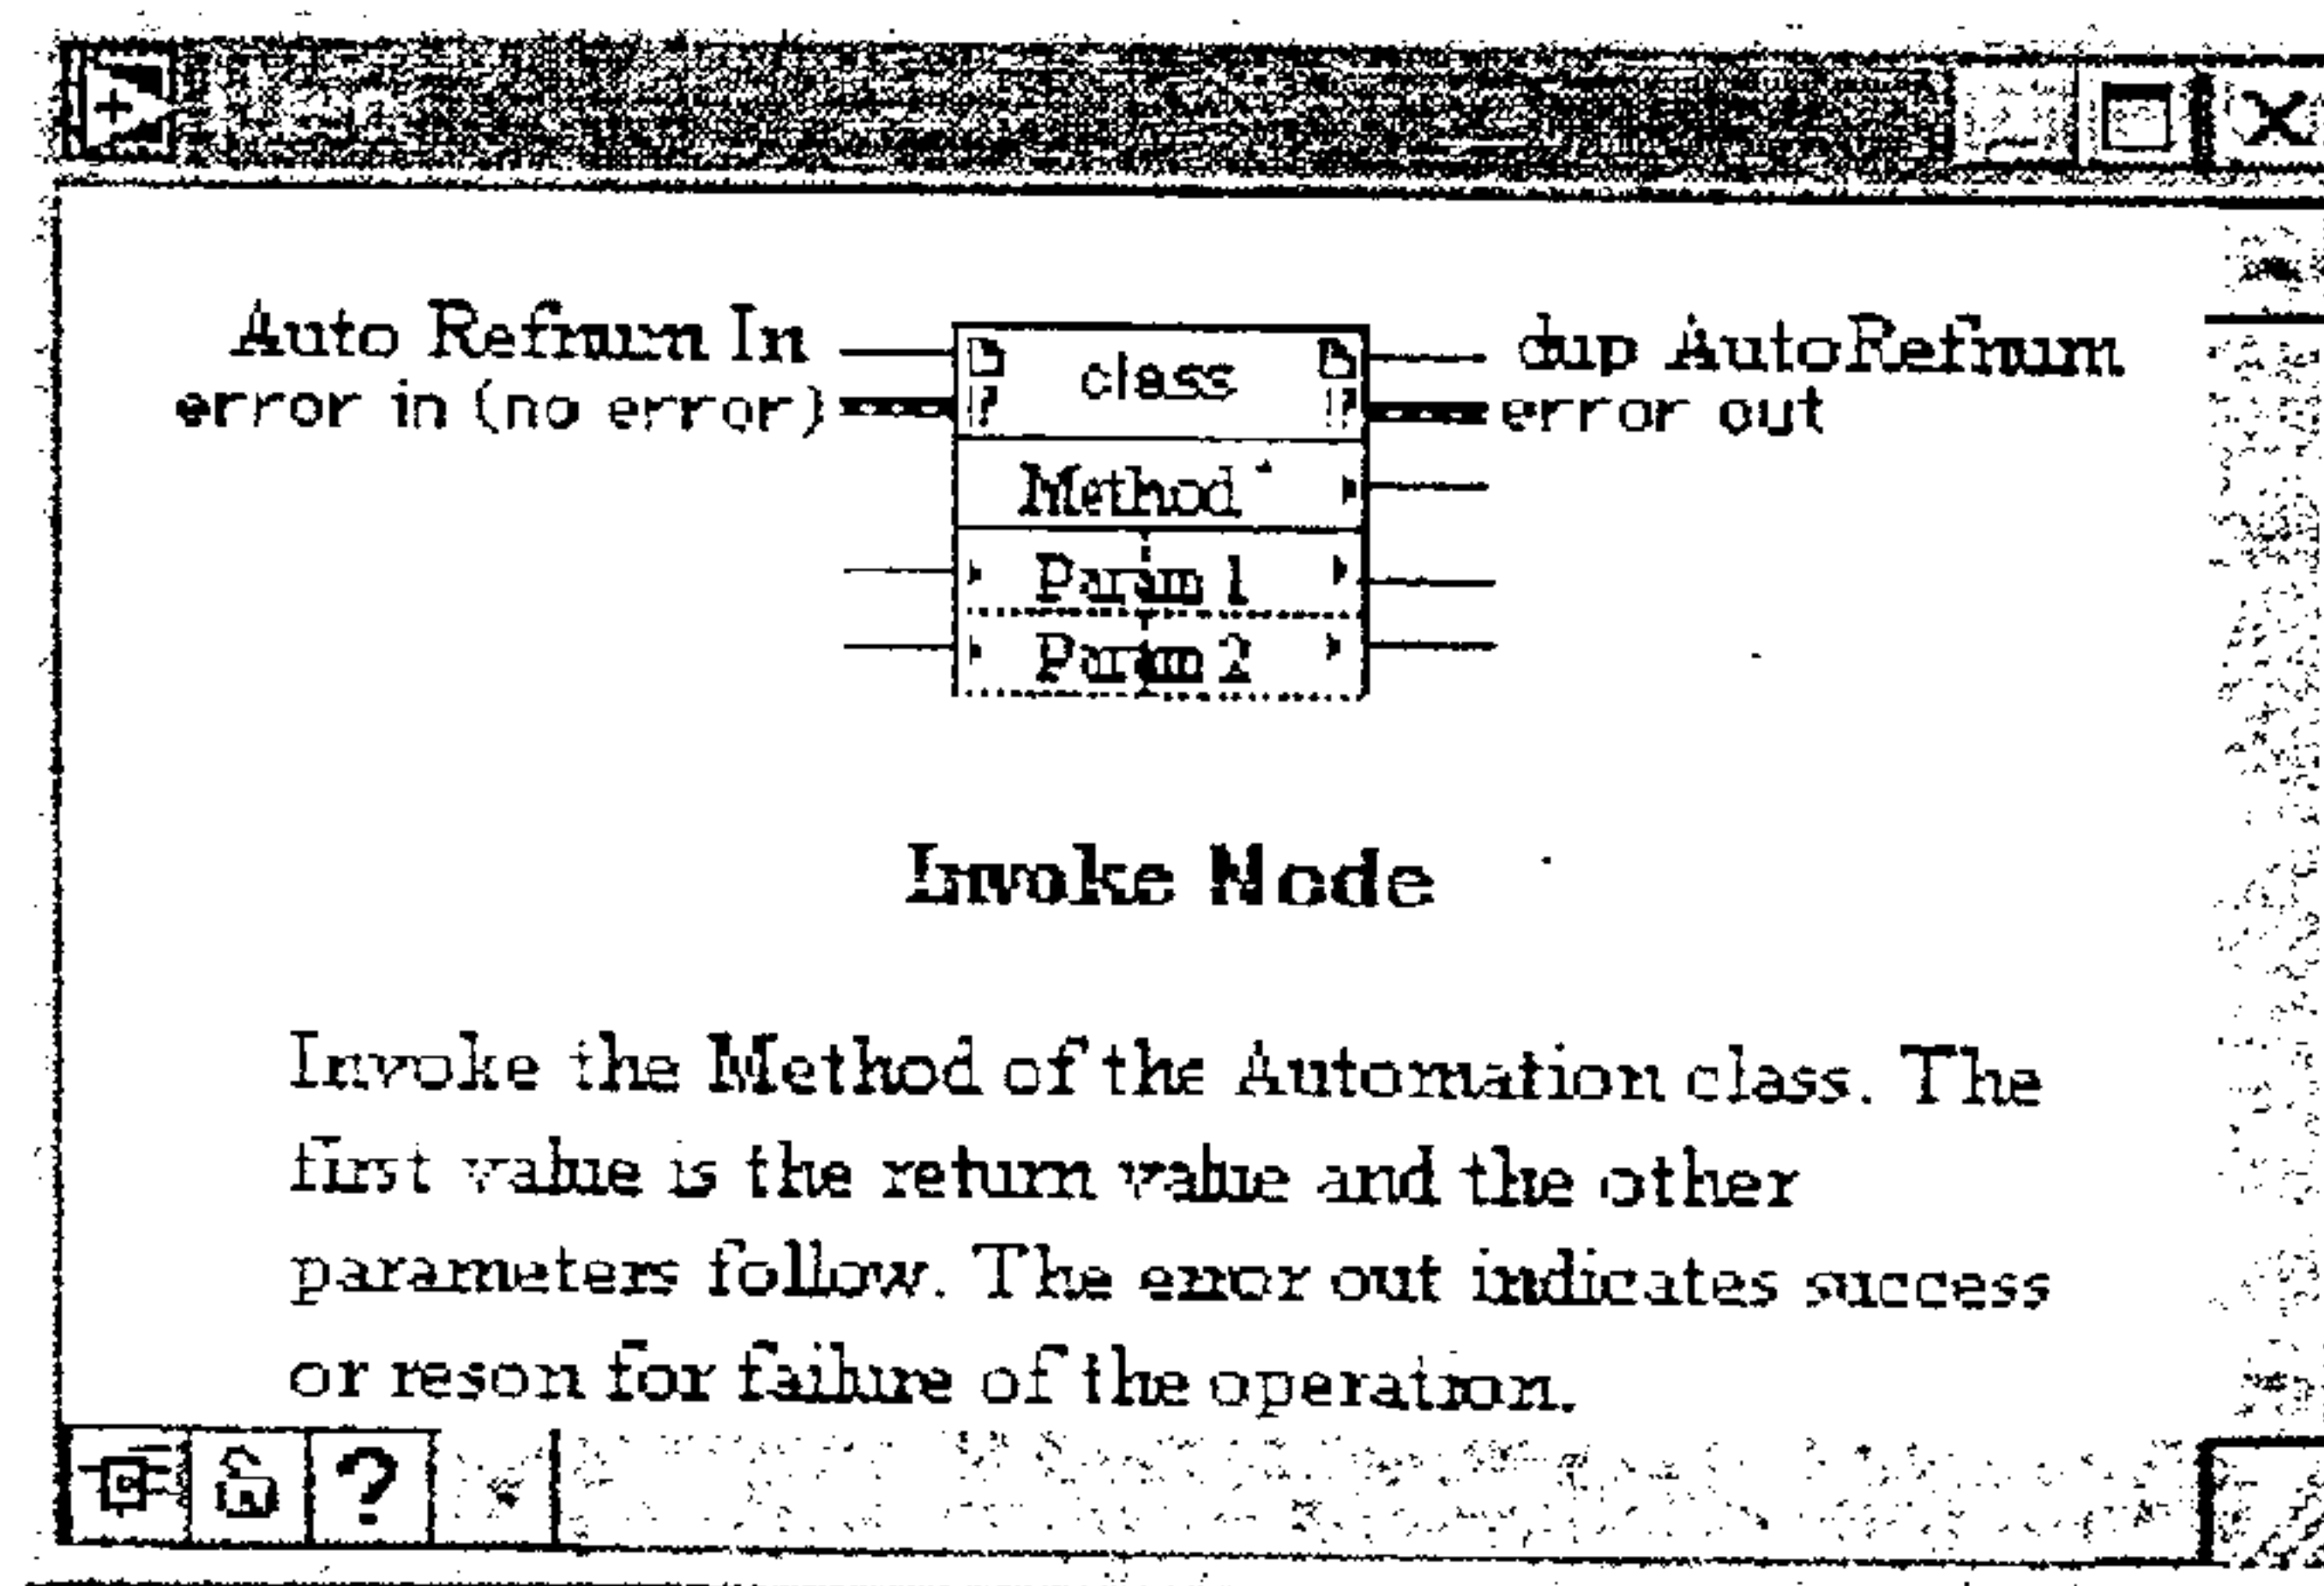 Help
Auto Refnum In class dup AutoRefnum
error in (no error) error out
Method
Param 1
Param 2
Invoke Node
Invoke the Method of the Automation class. The
first value is the return value and the other
parameters follow. The error out indicates success
or reson for failure of the operation.
?